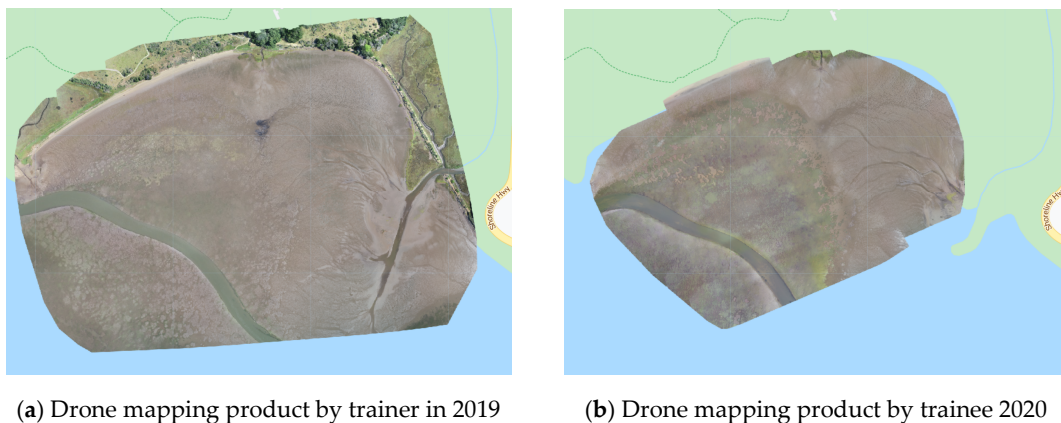 Shoreline Hwy
Shoreline Hwy
(a) Drone mapping product by trainer in 2019
(b) Drone mapping product by trainee 2020